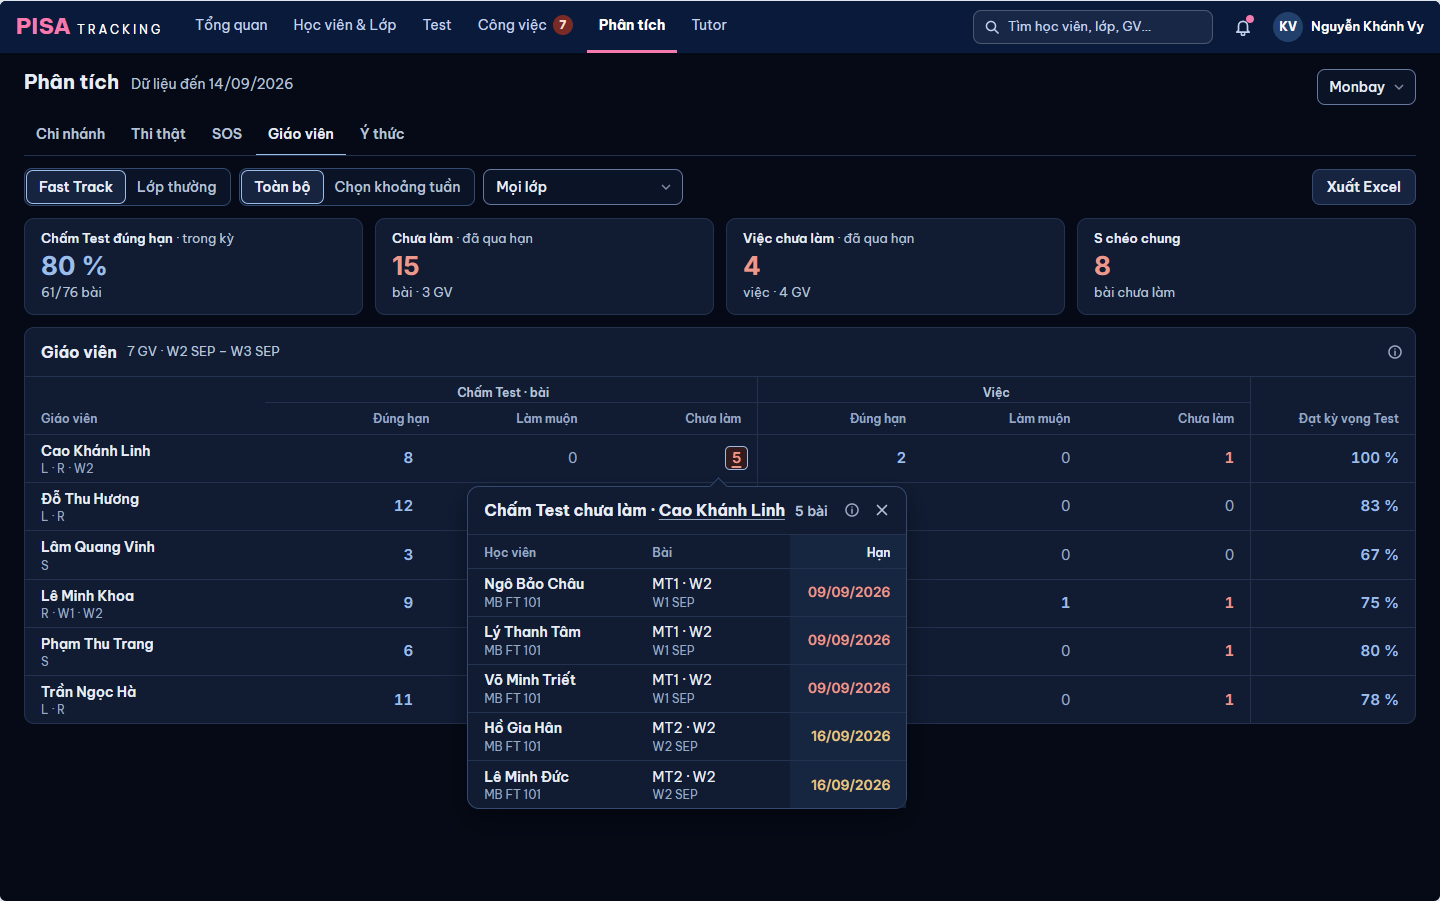 PISA TRACKING
Tổng quan
Học viên & Lớp
Test
Công việc 7
Phân tích
Tutor
Tìm học viên, lớp, GV...
KV
Nguyễn Khánh Vy
Phân tích Dữ liệu đến 14/09/2026
Monbay
Chi nhánh
Thi thật
SOS
Giáo viên
Ý thức
Fast Track
Lớp thường
Toàn bộ
Chọn khoảng tuần
Mọi lớp
Xuất Excel
Chấm Test đúng hạn · trong kỳ
80 %
61/76 bài
Chưa làm · đã qua hạn
15
bài · 3 GV
Việc chưa làm · đã qua hạn
4
việc · 4 GV
S chéo chung
8
bài chưa làm
Giáo viên 7 GV · W2 SEP – W3 SEP
Chấm Test · bài
Việc
Giáo viên Đúng hạn Làm muộn Chưa làm Đúng hạn Làm muộn Chưa làm Đạt kỳ vọng Test
Cao Khánh Linh 8 0 5 2 0 1 100 %
L · R · W2
Đỗ Thu Hương 12 0 0 83 %
L · R
Lâm Quang Vinh 3 0 0 67 %
S
Lê Minh Khoa 9 1 1 75 %
R · W1 · W2
Phạm Thu Trang 6 0 1 80 %
S
Trần Ngọc Hà 11 0 1 78 %
L · R
Chấm Test chưa làm · Cao Khánh Linh 5 bài
Học viên Bài Hạn
Ngô Bảo Châu MT1 · W2 09/09/2026
MB FT 101 W1 SEP
Lý Thanh Tâm MT1 · W2 09/09/2026
MB FT 101 W1 SEP
Võ Minh Triết MT1 · W2 09/09/2026
MB FT 101 W1 SEP
Hồ Gia Hân MT2 · W2 16/09/2026
MB FT 101 W2 SEP
Lê Minh Đức MT2 · W2 16/09/2026
MB FT 101 W2 SEP